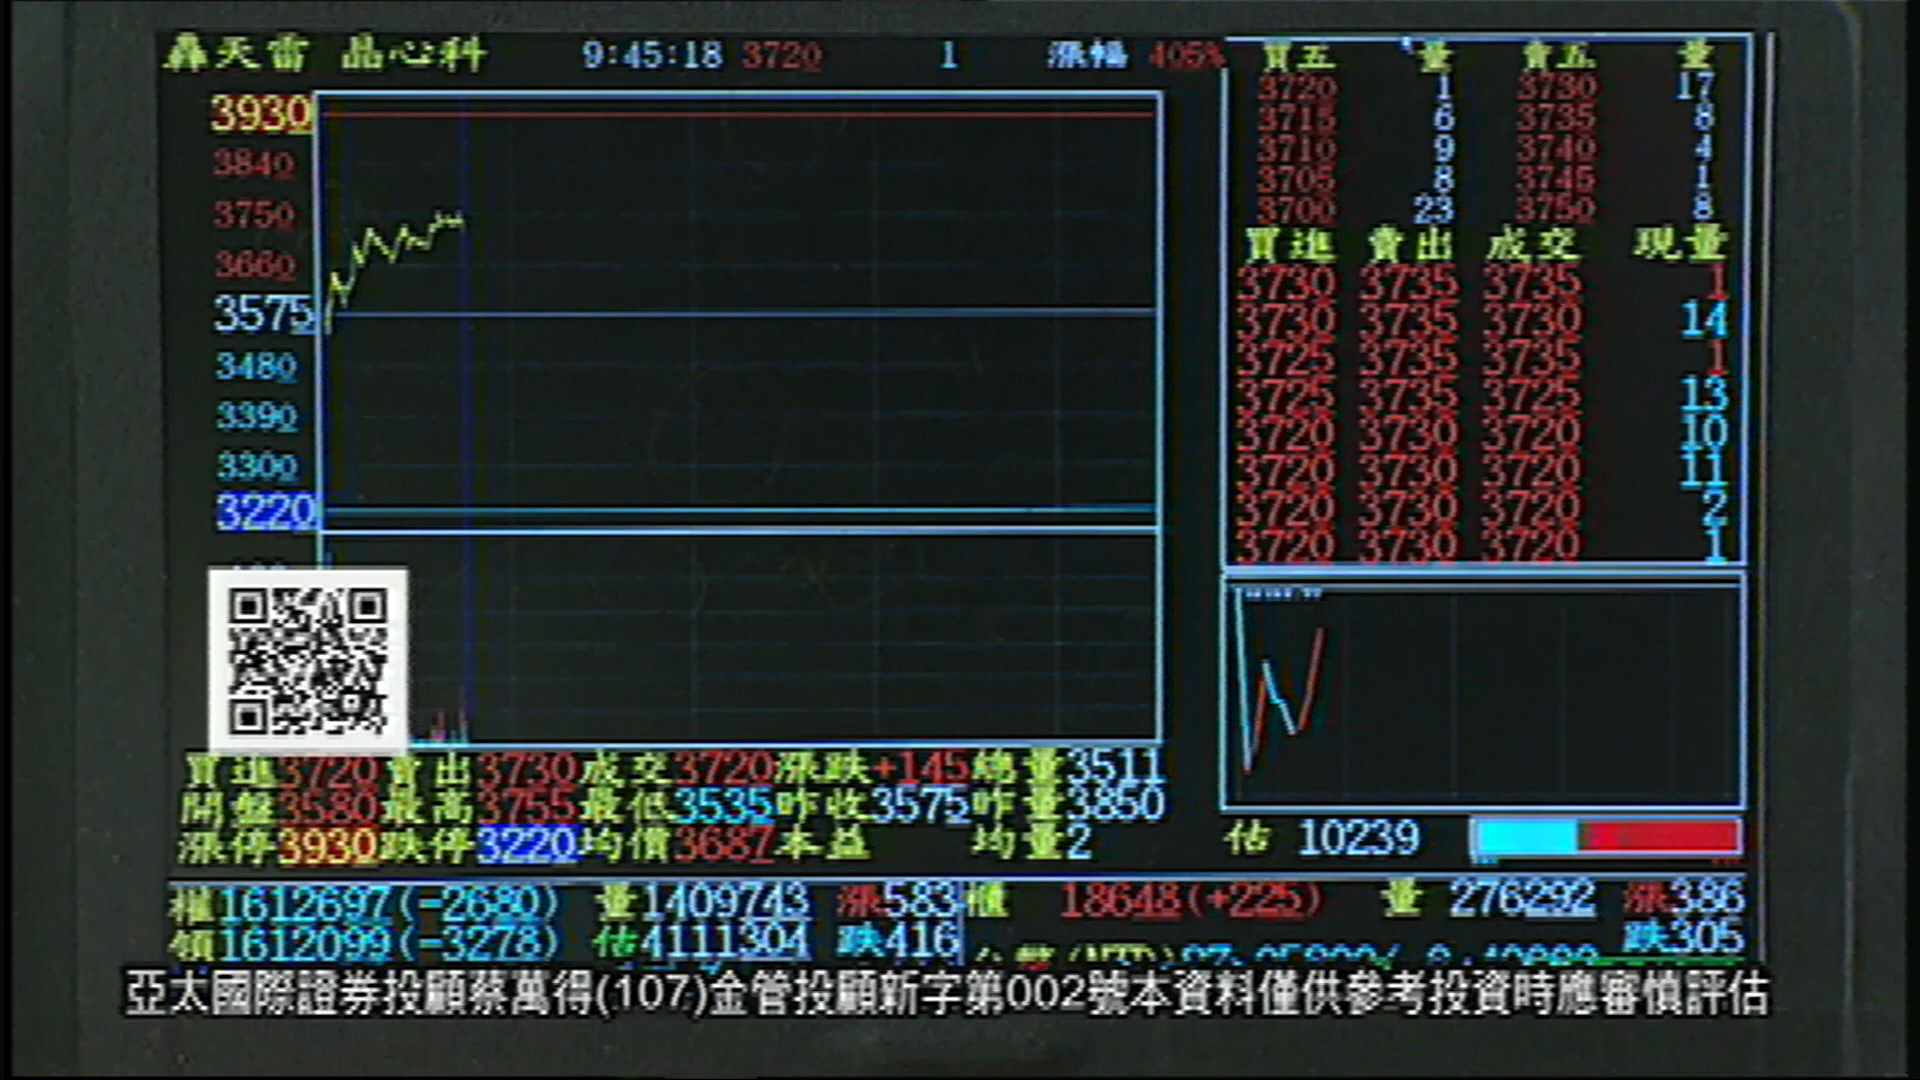 轟天雷 晶心科 9:45:18 3720 1 漲幅 405%
買五 量 賣五 量
3720 1 3730 17
3715 6 3735 8
3710 9 3740 4
3705 8 3745 1
3700 23 3750 8
3930
3840
3750
3660
3575
3480
3390
3300
3220
買進 賣出 成交 現量
3730 3735 3735 1
3730 3735 3730 14
3725 3735 3735 1
3725 3735 3725 13
3720 3730 3720 10
3720 3730 3720 11
3720 3730 3720 2
3720 3730 3720 1
買進3720賣出3730成交3720漲跌+145總量3511
開盤3580最高3755最低3535昨收3575昨量3850
漲停3930跌停3220均價3687本益 均量2
估 10239
權1612697(-2680) 量1409743 漲583 櫃 18648(+225) 量 276292 漲386
領1612099(-3278) 估4111304 跌416 跌305
亞太國際證券投顧蔡萬得(107)金管投顧新字第002號本資料僅供參考投資時應審慎評估